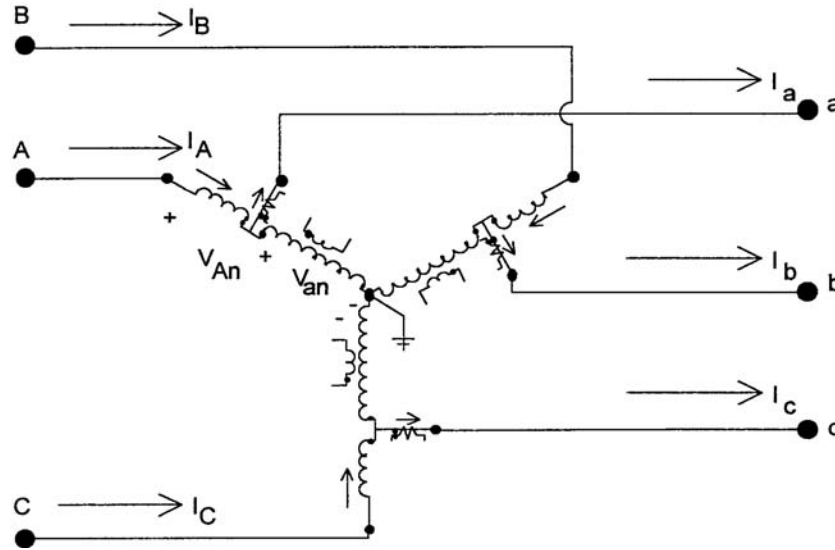 B
I_B
I_a
a
A
I_A
+
V_An
+
V_an
-
-
I_b
b
I_c
c
C
I_C